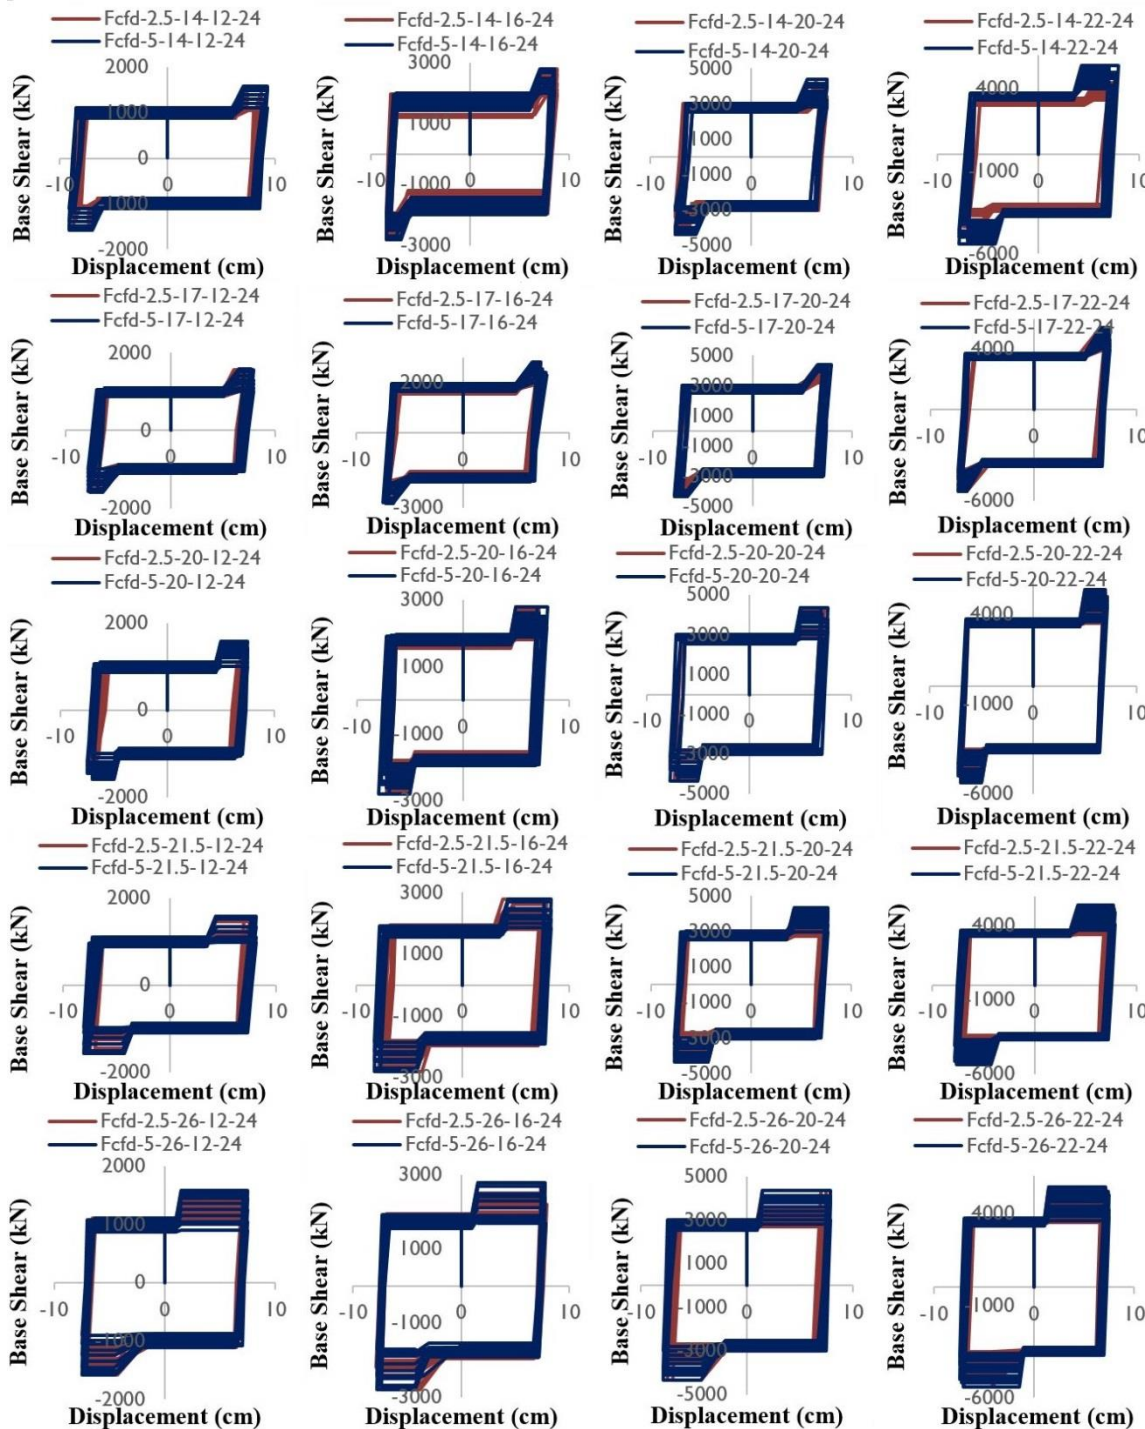 Fcfd-2.5-14-12-24
Fcfd-5-14-12-24
Base Shear (kN)
2000
1000
0
-10
0
10
-1000
-2000
Displacement (cm)
Fcfd-2.5-14-16-24
Fcfd-5-14-16-24
Base Shear (kN)
3000
1000
-10
0
10
-1000
-3000
Displacement (cm)
Fcfd-2.5-14-20-24
Fcfd-5-14-20-24
Base Shear (kN)
5000
3000
1000
-10
0
10
-1000
-3000
-5000
Displacement (cm)
Fcfd-2.5-14-22-24
Fcfd-5-14-22-24
Base Shear (kN)
4000
-10
0
10
-1000
-6000
Displacement (cm)
Fcfd-2.5-17-12-24
Fcfd-5-17-12-24
Base Shear (kN)
2000
0
-10
0
10
-2000
Displacement (cm)
Fcfd-2.5-17-16-24
Fcfd-5-17-16-24
Base Shear (kN)
2000
-10
0
10
-3000
Displacement (cm)
Fcfd-2.5-17-20-24
Fcfd-5-17-20-24
Base Shear (kN)
5000
3000
1000
-10
0
10
-1000
-3000
-5000
Displacement (cm)
Fcfd-2.5-17-22-24
Fcfd-5-17-22-24
Base Shear (kN)
4000
-10
0
10
-1000
-6000
Displacement (cm)
Fcfd-2.5-20-12-24
Fcfd-5-20-12-24
Base Shear (kN)
2000
0
-10
0
10
-2000
Displacement (cm)
Fcfd-2.5-20-16-24
Fcfd-5-20-16-24
Base Shear (kN)
3000
1000
-10
0
10
-1000
-3000
Displacement (cm)
Fcfd-2.5-20-20-24
Fcfd-5-20-20-24
Base Shear (kN)
5000
3000
1000
-10
0
10
-1000
-3000
-5000
Displacement (cm)
Fcfd-2.5-20-22-24
Fcfd-5-20-22-24
Base Shear (kN)
4000
-10
0
10
-1000
-6000
Displacement (cm)
Fcfd-2.5-21.5-12-24
Fcfd-5-21.5-12-24
Base Shear (kN)
2000
0
-10
0
10
-2000
Displacement (cm)
Fcfd-2.5-21.5-16-24
Fcfd-5-21.5-16-24
Base Shear (kN)
3000
1000
-10
0
10
-1000
-3000
Displacement (cm)
Fcfd-2.5-21.5-20-24
Fcfd-5-21.5-20-24
Base Shear (kN)
5000
3000
1000
-10
0
10
-1000
-3000
-5000
Displacement (cm)
Fcfd-2.5-21.5-22-24
Fcfd-5-21.5-22-24
Base Shear (kN)
4000
-10
0
10
-1000
-6000
Displacement (cm)
Fcfd-2.5-26-12-24
Fcfd-5-26-12-24
Base Shear (kN)
2000
1000
0
-10
0
10
-1000
-2000
Displacement (cm)
Fcfd-2.5-26-16-24
Fcfd-5-26-16-24
Base Shear (kN)
3000
1000
-10
0
10
-1000
-3000
Displacement (cm)
Fcfd-2.5-26-20-24
Fcfd-5-26-20-24
Base Shear (kN)
5000
3000
1000
-10
0
10
-1000
-3000
-5000
Displacement (cm)
Fcfd-2.5-26-22-24
Fcfd-5-26-22-24
Base Shear (kN)
4000
-10
0
10
-1000
-6000
Displacement (cm)